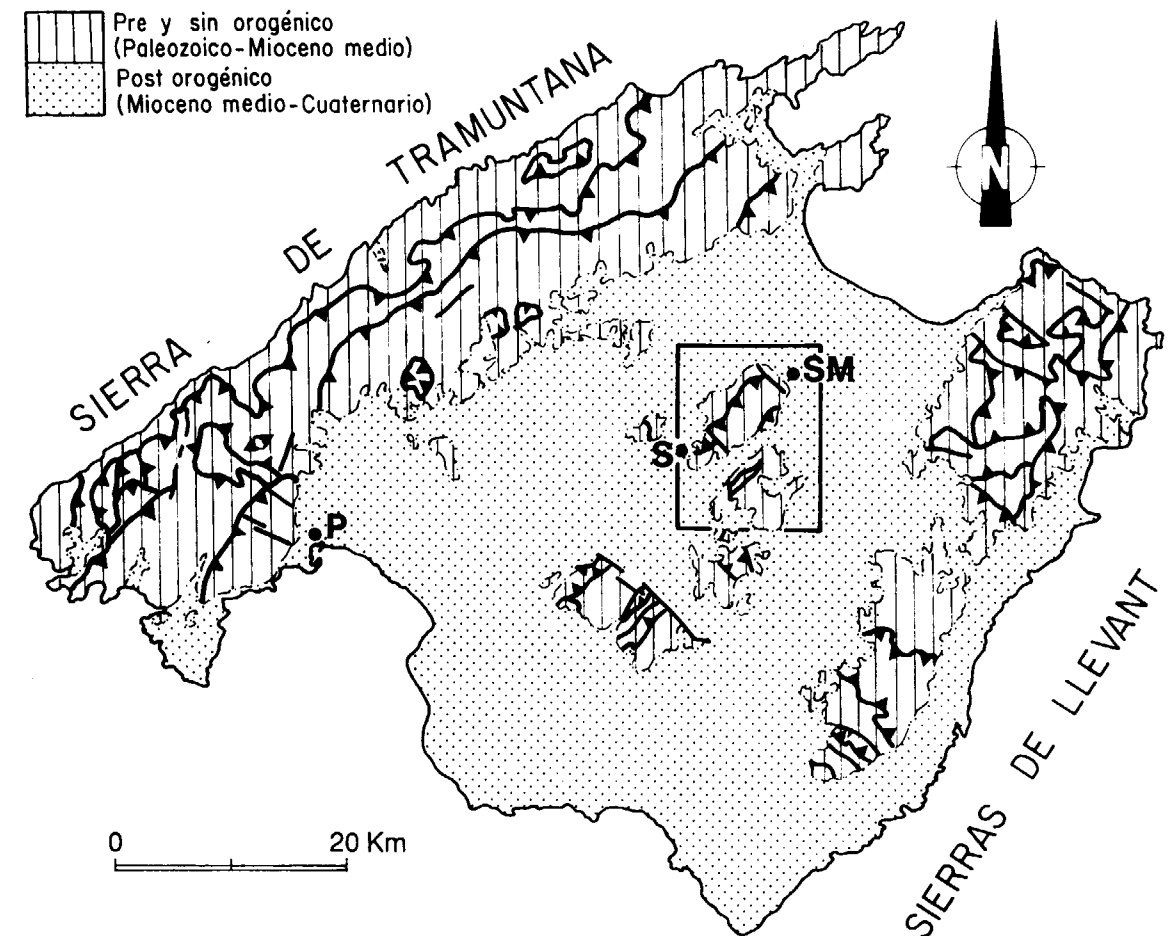 Pre y sin orogénico
(Paleozoico-Mioceno medio)
Post orogénico
(Mioceno medio-Cuaternario)
SIERRA DE TRAMUNTANA
N
SM
S
P
0 20 Km
SIERRAS DE LLEVANT